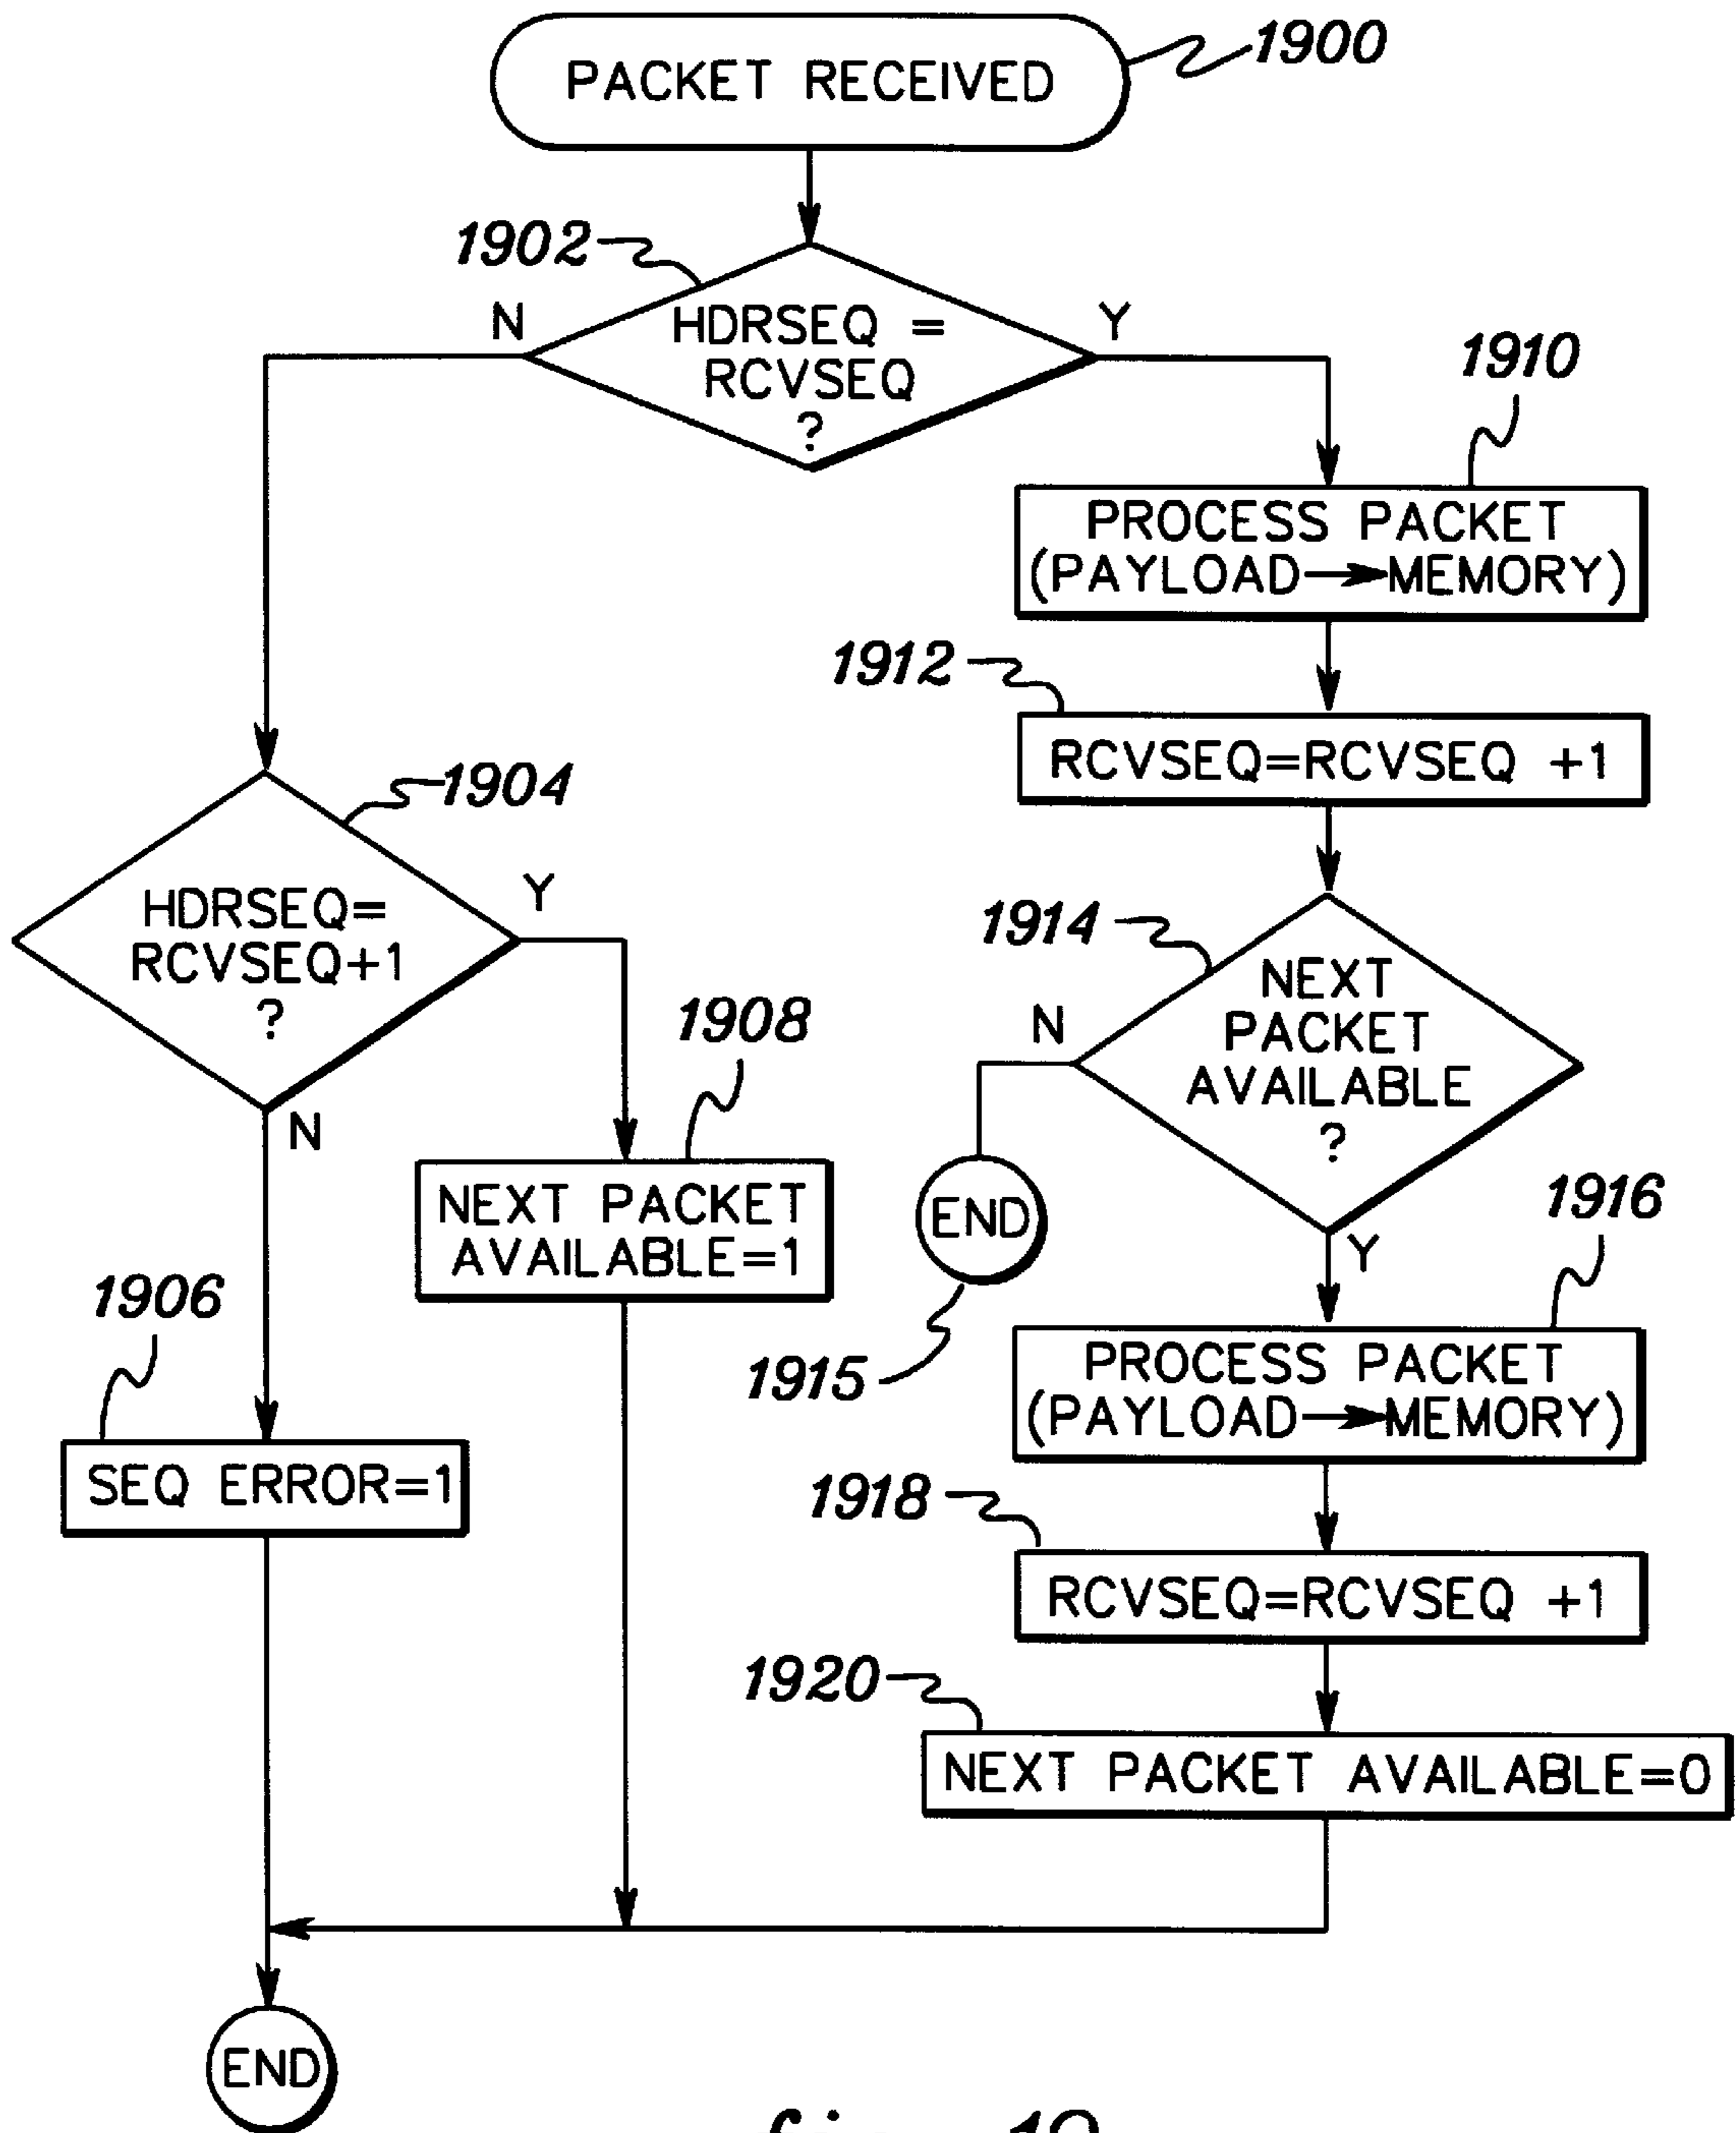 PACKET RECEIVED
1900
1902
N
HDRSEQ =
RCVSEQ
?
Y
1910
PROCESS PACKET
(PAYLOAD→MEMORY)
1912
RCVSEQ=RCVSEQ +1
1904
HDRSEQ=
RCVSEQ+1
?
Y
N
1914
NEXT
PACKET
AVAILABLE
?
N
END
1915
Y
1908
NEXT PACKET
AVAILABLE=1
1906
SEQ ERROR=1
1916
PROCESS PACKET
(PAYLOAD→MEMORY)
1918
RCVSEQ=RCVSEQ +1
1920
NEXT PACKET AVAILABLE=0
END